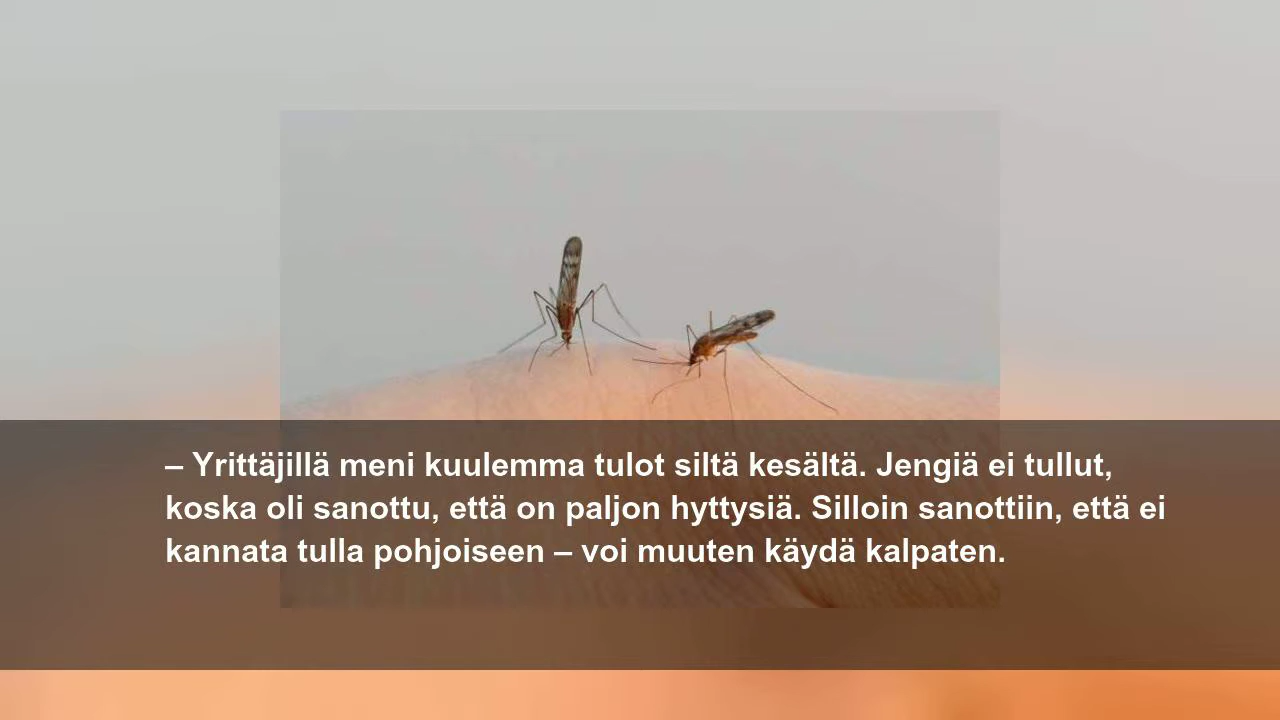 – Yrittäjillä meni kuulemma tulot siltä kesältä. Jengiä ei tullut,
koska oli sanottu, että on paljon hyttysiä. Silloin sanottiin, että ei
kannata tulla pohjoiseen – voi muuten käydä kalpaten.